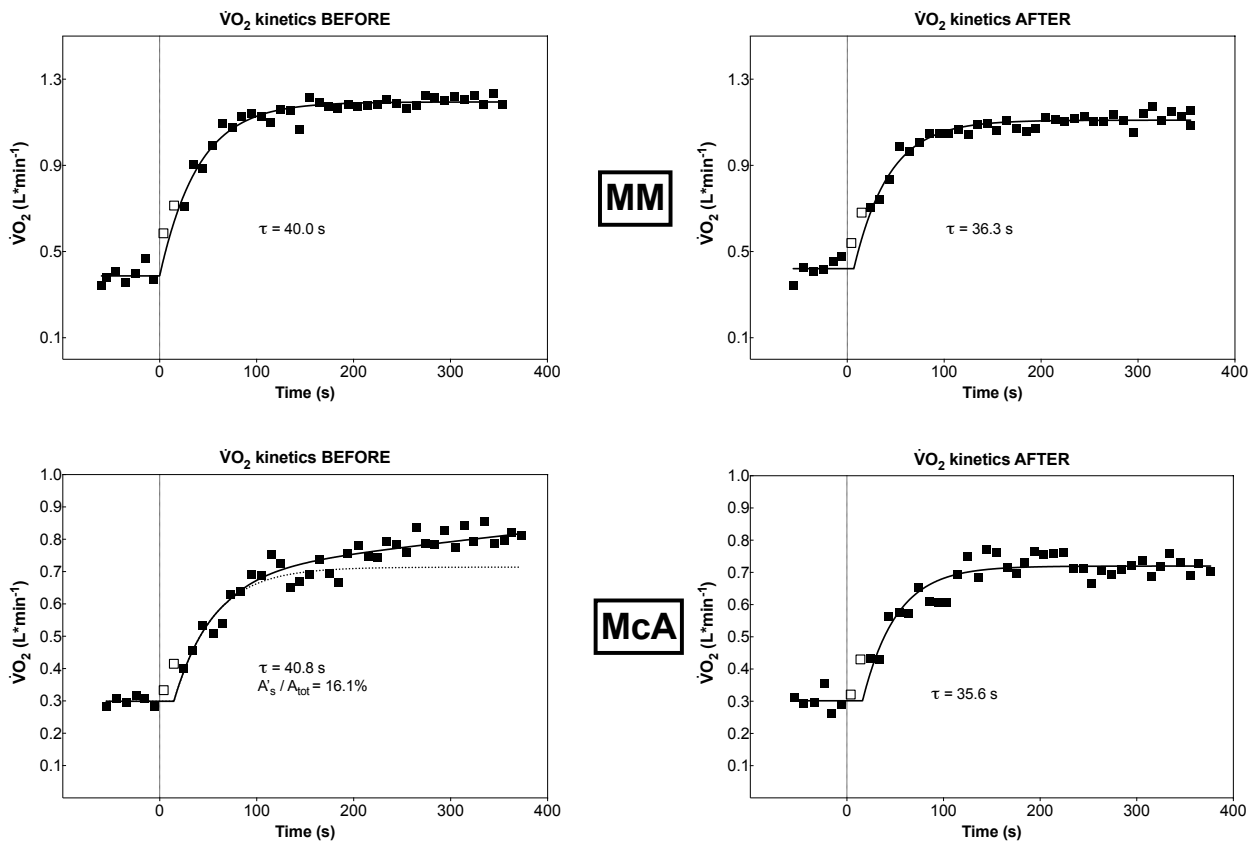 V̇O₂ kinetics BEFORE
V̇O₂ (L*min⁻¹)
1.3
0.9
0.5
0.1
τ = 40.0 s
0
100
200
300
400
Time (s)
MM
V̇O₂ kinetics AFTER
V̇O₂ (L*min⁻¹)
1.3
0.9
0.5
0.1
τ = 36.3 s
0
100
200
300
400
Time (s)
V̇O₂ kinetics BEFORE
V̇O₂ (L*min⁻¹)
1.0
0.9
0.8
0.7
0.6
0.5
0.4
0.3
0.2
0.1
τ = 40.8 s
A'ₛ / Aₜₒₜ = 16.1%
0
100
200
300
400
Time (s)
McA
V̇O₂ kinetics AFTER
V̇O₂ (L*min⁻¹)
1.0
0.9
0.8
0.7
0.6
0.5
0.4
0.3
0.2
0.1
τ = 35.6 s
0
100
200
300
400
Time (s)